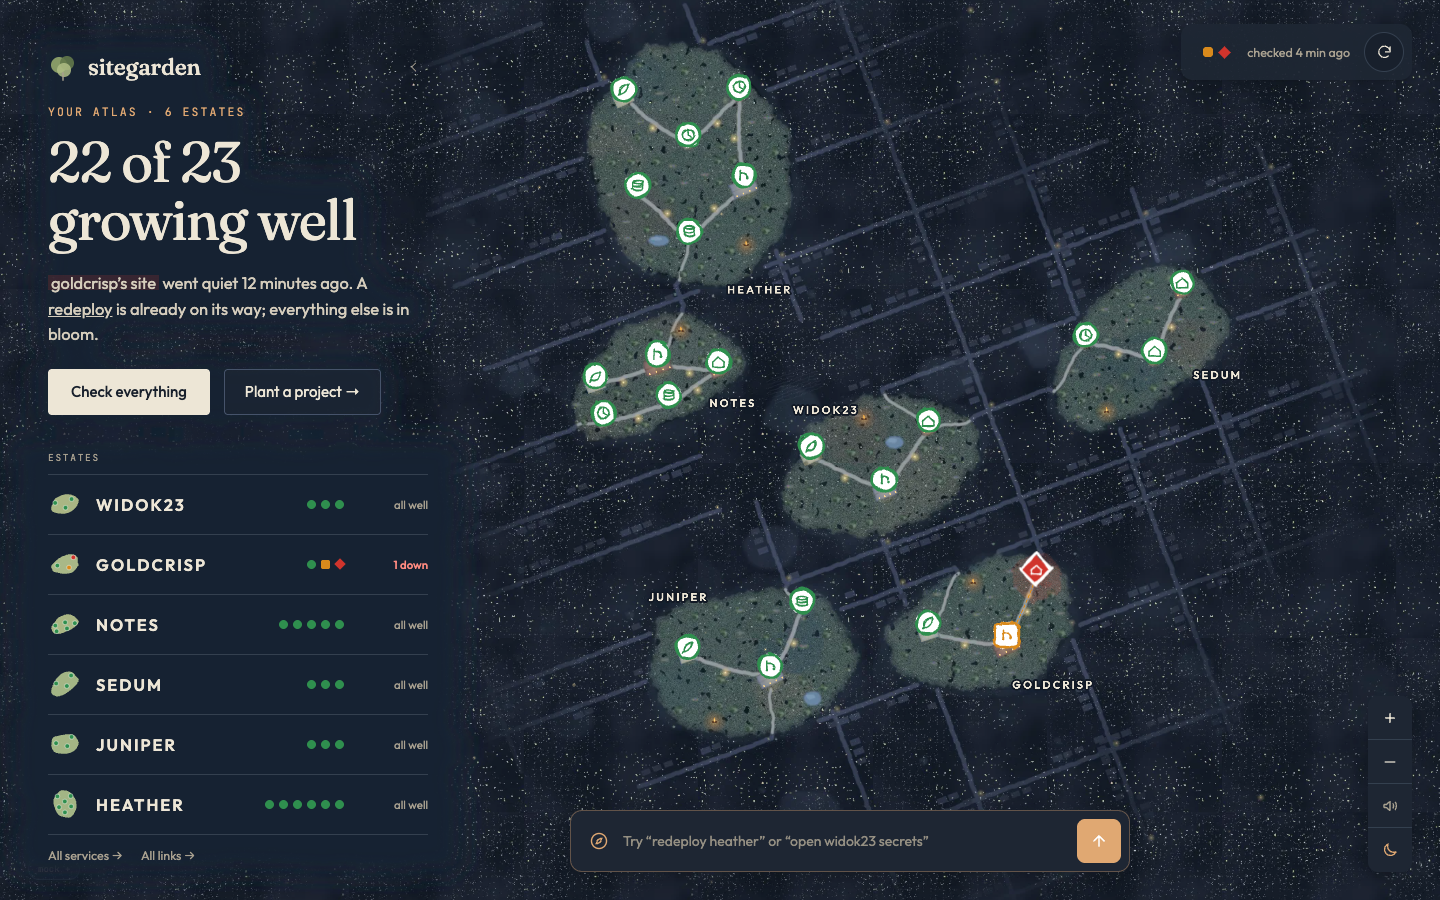 sitegarden
YOUR ATLAS · 6 ESTATES
22 of 23
growing well
goldcrisp's site went quiet 12 minutes ago. A
redeploy is already on its way; everything else is in
bloom.
Check everything
Plant a project →
ESTATES
WIDOK23
all well
GOLDCRISP
1 down
NOTES
all well
SEDUM
all well
JUNIPER
all well
HEATHER
all well
All services →
All links →
checked 4 min ago
HEATHER
NOTES
WIDOK23
SEDUM
JUNIPER
GOLDCRISP
Try “redeploy heather” or “open widok23 secrets”